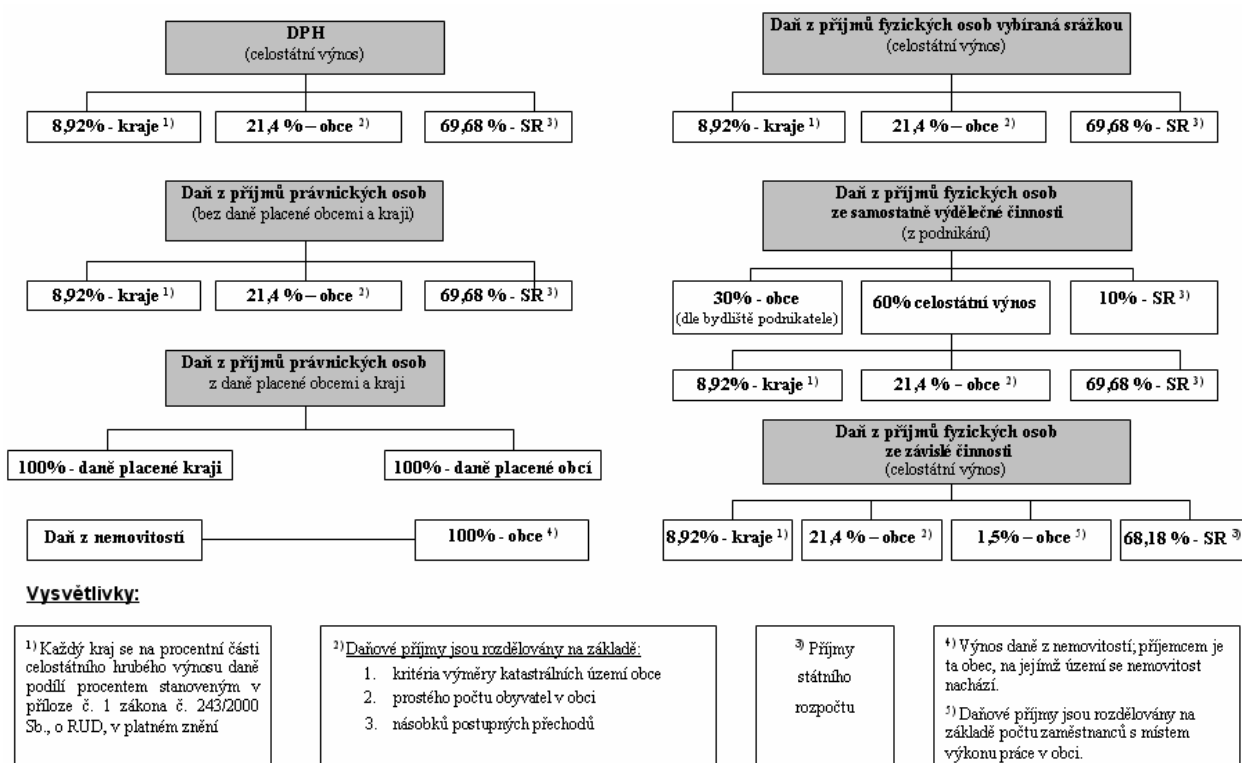 DPH
(celostátní výnos)
8,92% - kraje 1)
21,4 % – obce 2)
69,68 % - SR 3)
Daň z příjmů právnických osob
(bez daně placené obcemi a kraji)
8,92% - kraje 1)
21,4 % – obce 2)
69,68 % - SR 3)
Daň z příjmů právnických osob
z daně placené obcemi a kraji
100% - daně placené kraji
100% - daně placené obcí
Daň z nemovitostí
100% - obce 4)
Daň z příjmů fyzických osob vybíraná srážkou
(celostátní výnos)
8,92% - kraje 1)
21,4 % – obce 2)
69,68 % - SR 3)
Daň z příjmů fyzických osob
ze samostatně výdělečné činnosti
(z podnikání)
30% - obce
(dle bydliště podnikatele)
60% celostátní výnos
10% - SR 3)
8,92% - kraje 1)
21,4 % – obce 2)
69,68 % - SR 3)
Daň z příjmů fyzických osob
ze závislé činnosti
(celostátní výnos)
8,92% - kraje 1)
21,4 % – obce 2)
1,5% – obce 5)
68,18 % - SR 3)
Vysvětlivky:
1) Každý kraj se na procentní části
celostátního hrubého výnosu daně
podílí procentem stanoveným v
příloze č. 1 zákona č. 243/2000
Sb., o RUD, v platném znění
2) Daňové příjmy jsou rozdělovány na základě:
1. kritéria výměry katastrálních území obce
2. prostého počtu obyvatel v obci
3. násobků postupných přechodů
3) Příjmy
státního
rozpočtu
4) Výnos daně z nemovitostí; příjemcem je
ta obec, na jejímž území se nemovitost
nachází.
5) Daňové příjmy jsou rozdělovány na
základě počtu zaměstnanců s místem
výkonu práce v obci.